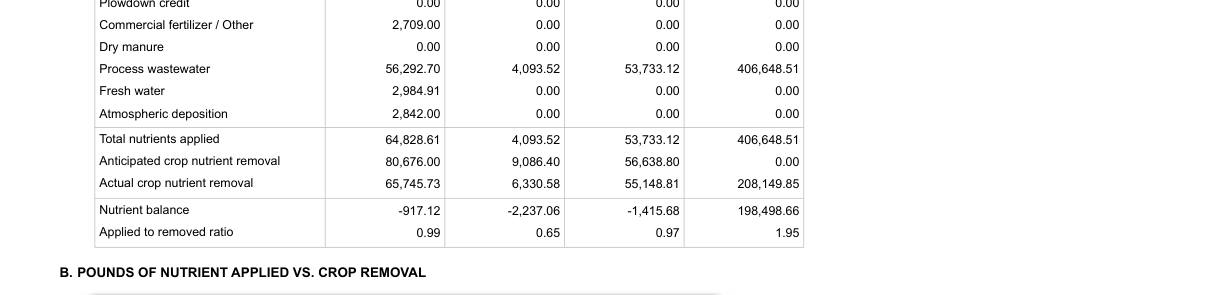 Plowdown credit 0.00 0.00 0.00 0.00
Commercial fertilizer / Other 2,709.00 0.00 0.00 0.00
Dry manure 0.00 0.00 0.00 0.00
Process wastewater 56,292.70 4,093.52 53,733.12 406,648.51
Fresh water 2,984.91 0.00 0.00 0.00
Atmospheric deposition 2,842.00 0.00 0.00 0.00
Total nutrients applied 64,828.61 4,093.52 53,733.12 406,648.51
Anticipated crop nutrient removal 80,676.00 9,086.40 56,638.80 0.00
Actual crop nutrient removal 65,745.73 6,330.58 55,148.81 208,149.85
Nutrient balance -917.12 -2,237.06 -1,415.68 198,498.66
Applied to removed ratio 0.99 0.65 0.97 1.95
B. POUNDS OF NUTRIENT APPLIED VS. CROP REMOVAL